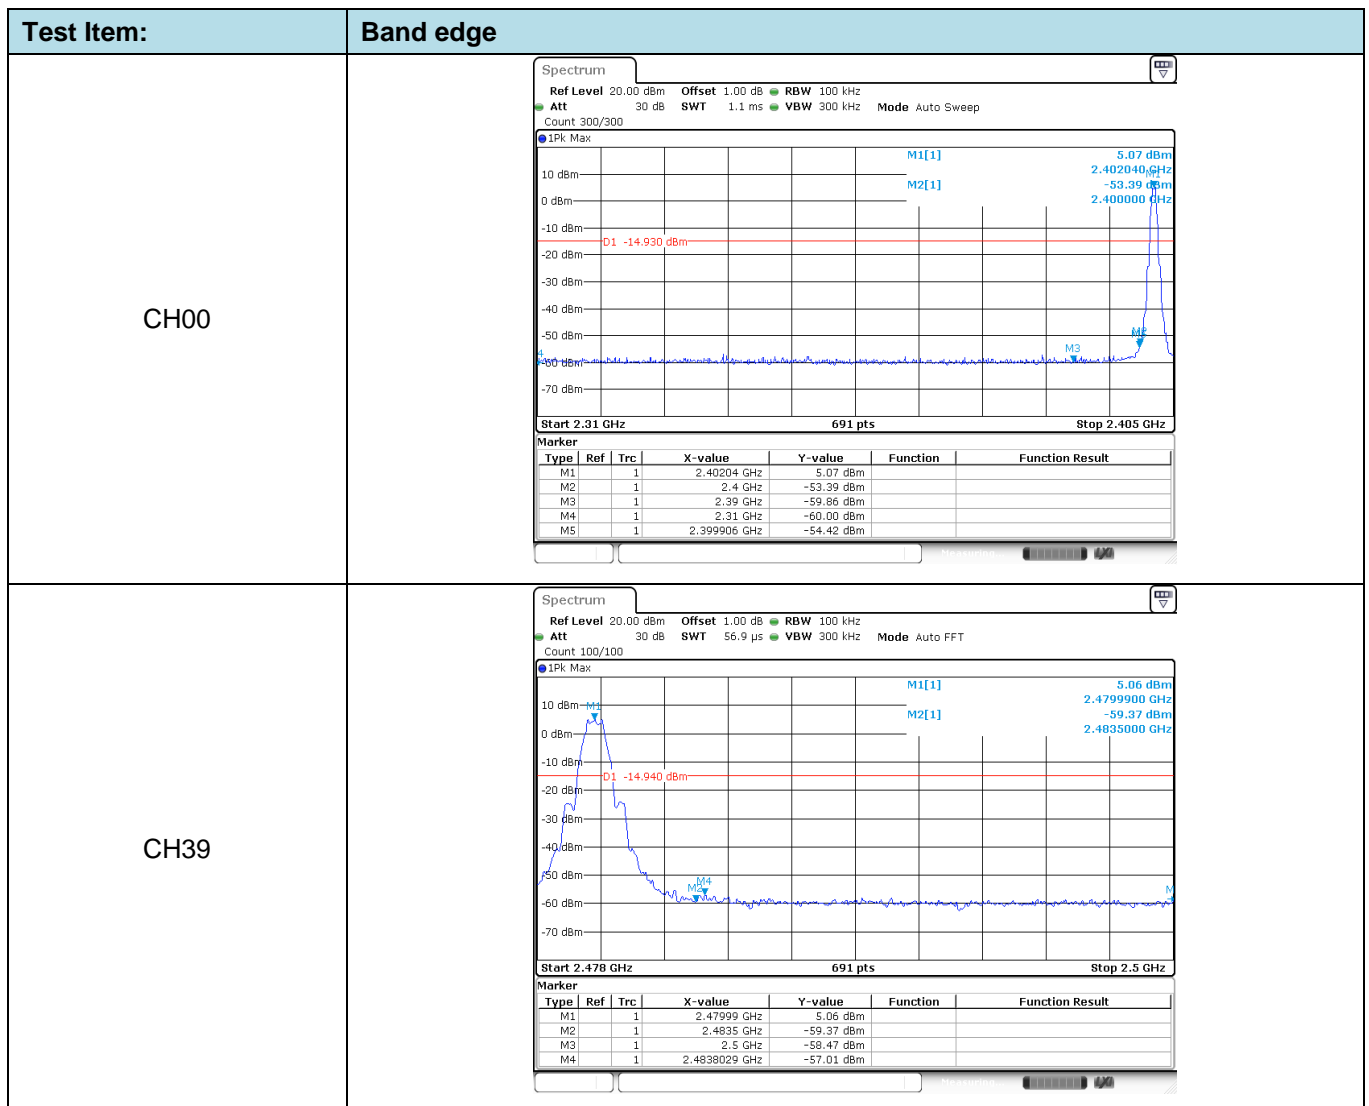 Test Item: Band edge
CH00
Spectrum
Ref Level 20.00 dBm Offset 1.00 dB RBW 100 kHz
Att 30 dB SWT 1.1 ms VBW 300 kHz Mode Auto Sweep
Count 300/300
1Pk Max
M1[1] 5.07 dBm
2.402040 GHz
M2[1] -53.39 dBm
2.400000 GHz
M1
10 dBm
0 dBm
-10 dBm
D1 -14.930 dBm
-20 dBm
-30 dBm
-40 dBm
-50 dBm
M3
-60 dBm
-70 dBm
Start 2.31 GHz 691 pts Stop 2.405 GHz
Marker
Type Ref Trc X-value Y-value Function Function Result
M1 1 2.40204 GHz 5.07 dBm
M2 1 2.4 GHz -53.39 dBm
M3 1 2.39 GHz -59.86 dBm
M4 1 2.31 GHz -60.00 dBm
M5 1 2.399906 GHz -54.42 dBm
Measuring...
CH39
Spectrum
Ref Level 20.00 dBm Offset 1.00 dB RBW 100 kHz
Att 30 dB SWT 56.9 µs VBW 300 kHz Mode Auto FFT
Count 100/100
1Pk Max
M1[1] 5.06 dBm
2.4799900 GHz
M2[1] -59.37 dBm
2.4835000 GHz
10 dBm M1
0 dBm
-10 dBm
D1 -14.940 dBm
-20 dBm
-30 dBm
-40 dBm
-50 dBm
M2 M4
-60 dBm
-70 dBm
Start 2.478 GHz 691 pts Stop 2.5 GHz
Marker
Type Ref Trc X-value Y-value Function Function Result
M1 1 2.47999 GHz 5.06 dBm
M2 1 2.4835 GHz -59.37 dBm
M3 1 2.5 GHz -58.47 dBm
M4 1 2.4838029 GHz -57.01 dBm
Measuring...